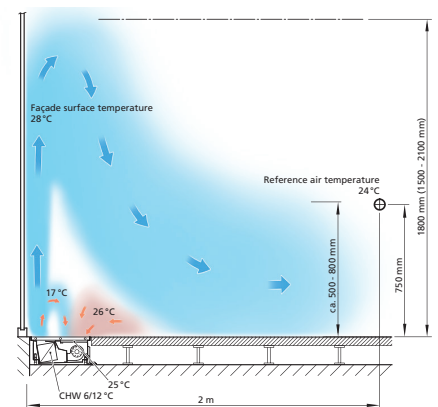 Façade surface temperature
28°C
Reference air temperature
24°C
1800 mm (1500 - 2100 mm)
ca. 500 - 800 mm
750 mm
17°C
26°C
25°C
CHW 6/12°C
2 m